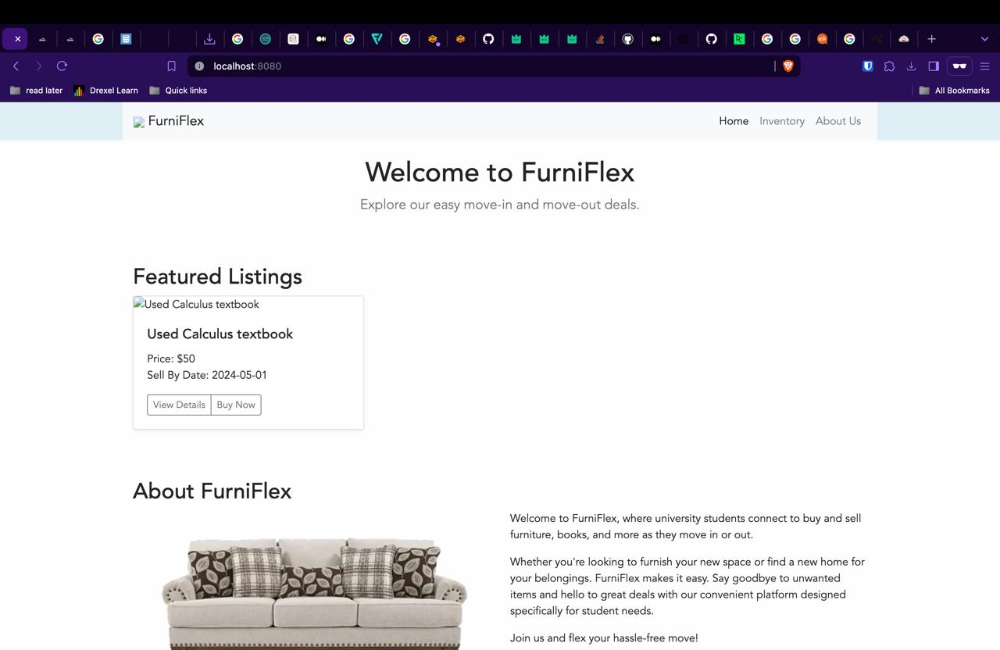 localhost:8080
read later
Drexel Learn
Quick links
All Bookmarks
FurniFlex
Home
Inventory
About Us
Welcome to FurniFlex
Explore our easy move-in and move-out deals.
Featured Listings
Used Calculus textbook
Used Calculus textbook
Price: $50
Sell By Date: 2024-05-01
View Details
Buy Now
About FurniFlex
Welcome to FurniFlex, where university students connect to buy and sell
furniture, books, and more as they move in or out.
Whether you're looking to furnish your new space or find a new home for
your belongings. FurniFlex makes it easy. Say goodbye to unwanted
items and hello to great deals with our convenient platform designed
specifically for student needs.
Join us and flex your hassle-free move!